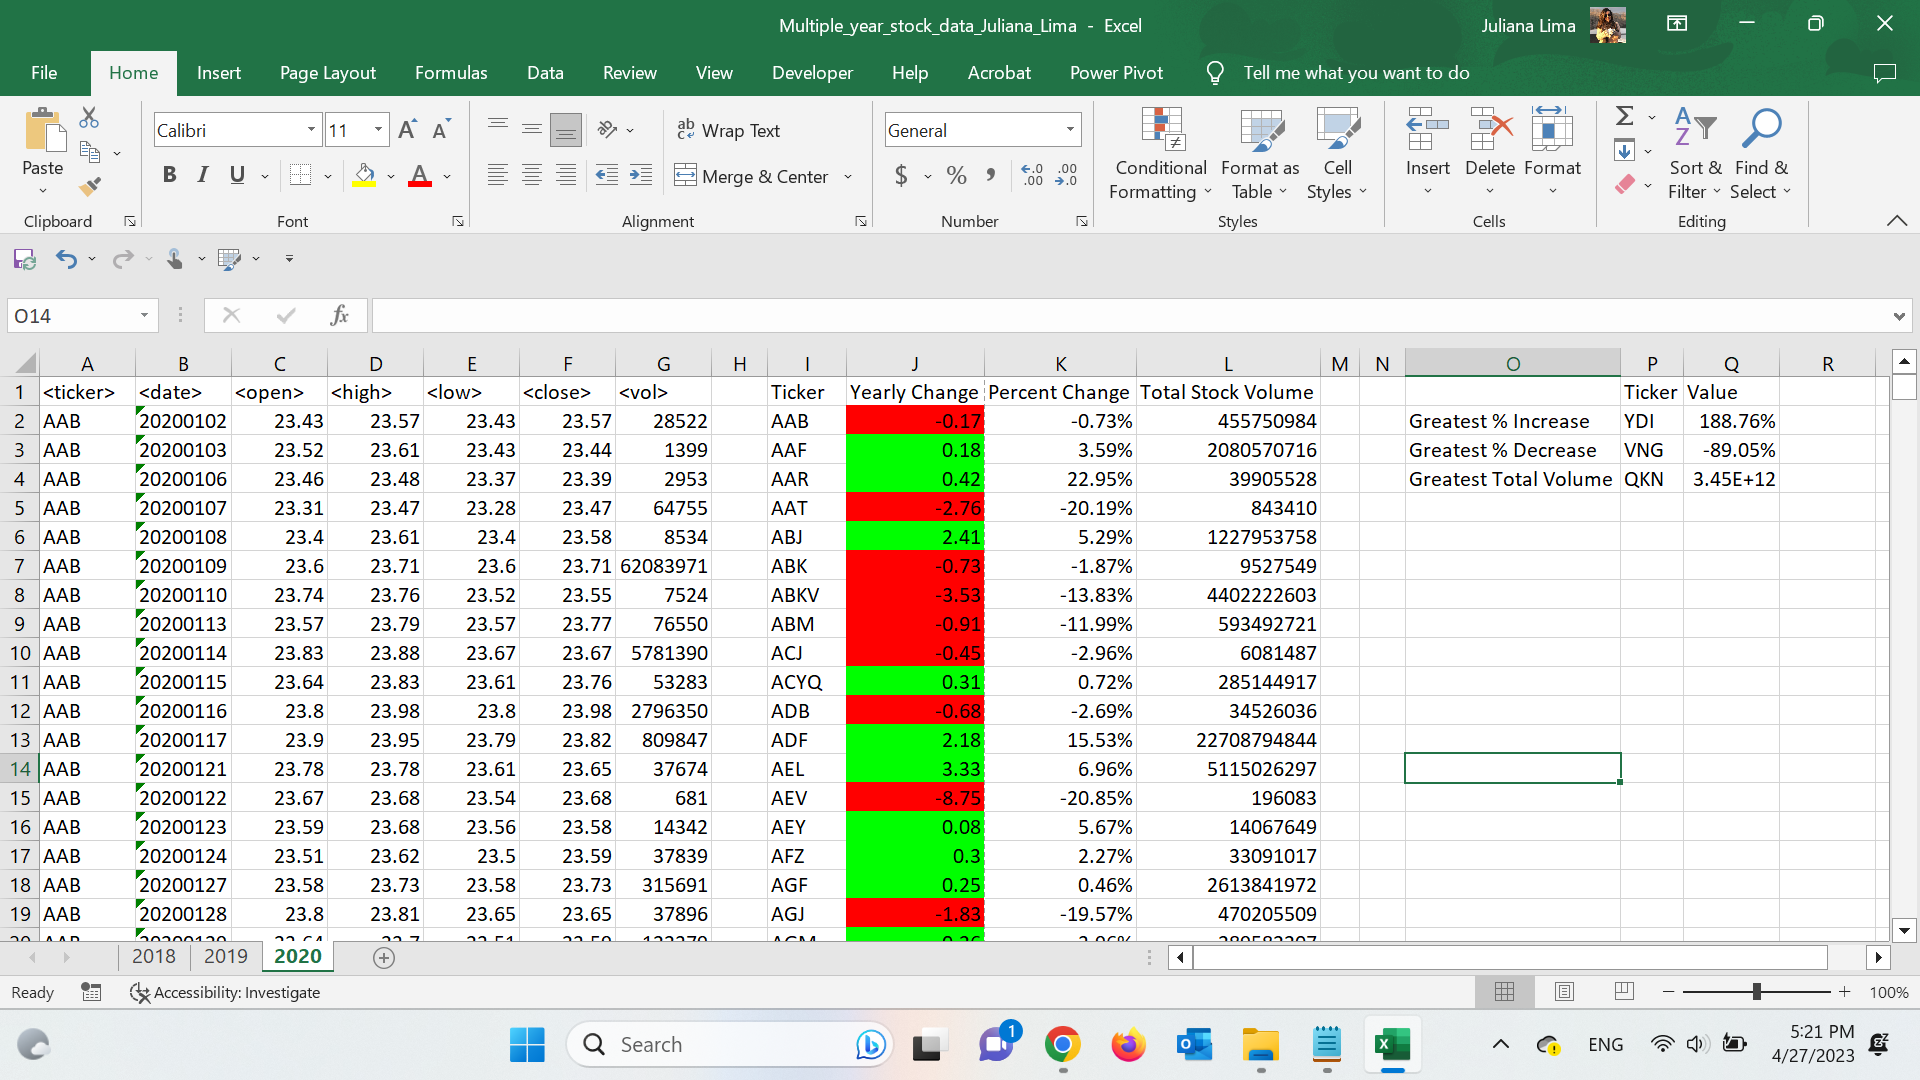 Multiple_year_stock_data_Juliana_Lima - Excel
Juliana Lima
File Home Insert Page Layout Formulas Data Review View Developer Help Acrobat Power Pivot Tell me what you want to do
Paste
Clipboard
Calibri 11
B I U A
Font
ab Wrap Text
Merge & Center
Alignment
General
$ % 9 .00 .00
Number
Conditional Formatting
Format as Table
Cell Styles
Styles
Insert Delete Format
Cells
Sort & Filter
Find & Select
Editing
O14 fx
A B C D E F G H I J K L M N O P Q R
1 <ticker> <date> <open> <high> <low> <close> <vol> Ticker Yearly Change Percent Change Total Stock Volume Ticker Value
2 AAB 20200102 23.43 23.57 23.43 23.57 28522 AAB -0.17 -0.73% 455750984 Greatest % Increase YDI 188.76%
3 AAB 20200103 23.52 23.61 23.43 23.44 1399 AAF 0.18 3.59% 2080570716 Greatest % Decrease VNG -89.05%
4 AAB 20200106 23.46 23.48 23.37 23.39 2953 AAR 0.42 22.95% 39905528 Greatest Total Volume QKN 3.45E+12
5 AAB 20200107 23.31 23.47 23.28 23.47 64755 AAT -2.76 -20.19% 843410
6 AAB 20200108 23.4 23.61 23.4 23.58 8534 ABJ 2.41 5.29% 1227953758
7 AAB 20200109 23.6 23.71 23.6 23.71 62083971 ABK -0.73 -1.87% 9527549
8 AAB 20200110 23.74 23.76 23.52 23.55 7524 ABKV -3.53 -13.83% 4402222603
9 AAB 20200113 23.57 23.79 23.57 23.77 76550 ABM -0.91 -11.99% 593492721
10 AAB 20200114 23.83 23.88 23.67 23.67 5781390 ACJ -0.45 -2.96% 6081487
11 AAB 20200115 23.64 23.83 23.61 23.76 53283 ACYQ 0.31 0.72% 285144917
12 AAB 20200116 23.8 23.98 23.8 23.98 2796350 ADB -0.68 -2.69% 34526036
13 AAB 20200117 23.9 23.95 23.79 23.82 809847 ADF 2.18 15.53% 22708794844
14 AAB 20200121 23.78 23.78 23.61 23.65 37674 AEL 3.33 6.96% 5115026297
15 AAB 20200122 23.67 23.68 23.54 23.68 681 AEV -8.75 -20.85% 196083
16 AAB 20200123 23.59 23.68 23.56 23.58 14342 AEY 0.08 5.67% 14067649
17 AAB 20200124 23.51 23.62 23.5 23.59 37839 AFZ 0.3 2.27% 33091017
18 AAB 20200127 23.58 23.73 23.58 23.73 315691 AGF 0.25 0.46% 2613841972
19 AAB 20200128 23.8 23.81 23.65 23.65 37896 AGJ -1.83 -19.57% 470205509
2018 2019 2020
Ready Accessibility: Investigate 100%
Search 1 ENG 5:21 PM
4/27/2023